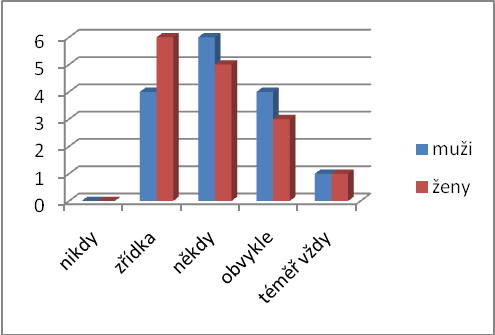 6
5
4
3
2
1
0
nikdy
zřídka
někdy
obvykle
téměř vždy
muži
ženy